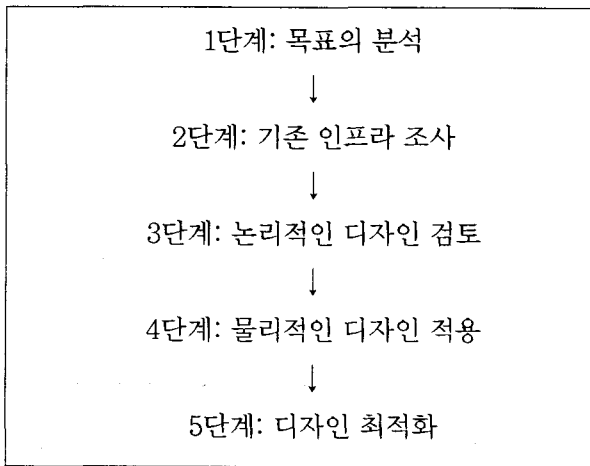 1단계: 목표의 분석
↓
2단계: 기존 인프라 조사
↓
3단계: 논리적인 디자인 검토
↓
4단계: 물리적인 디자인 적용
↓
5단계: 디자인 최적화